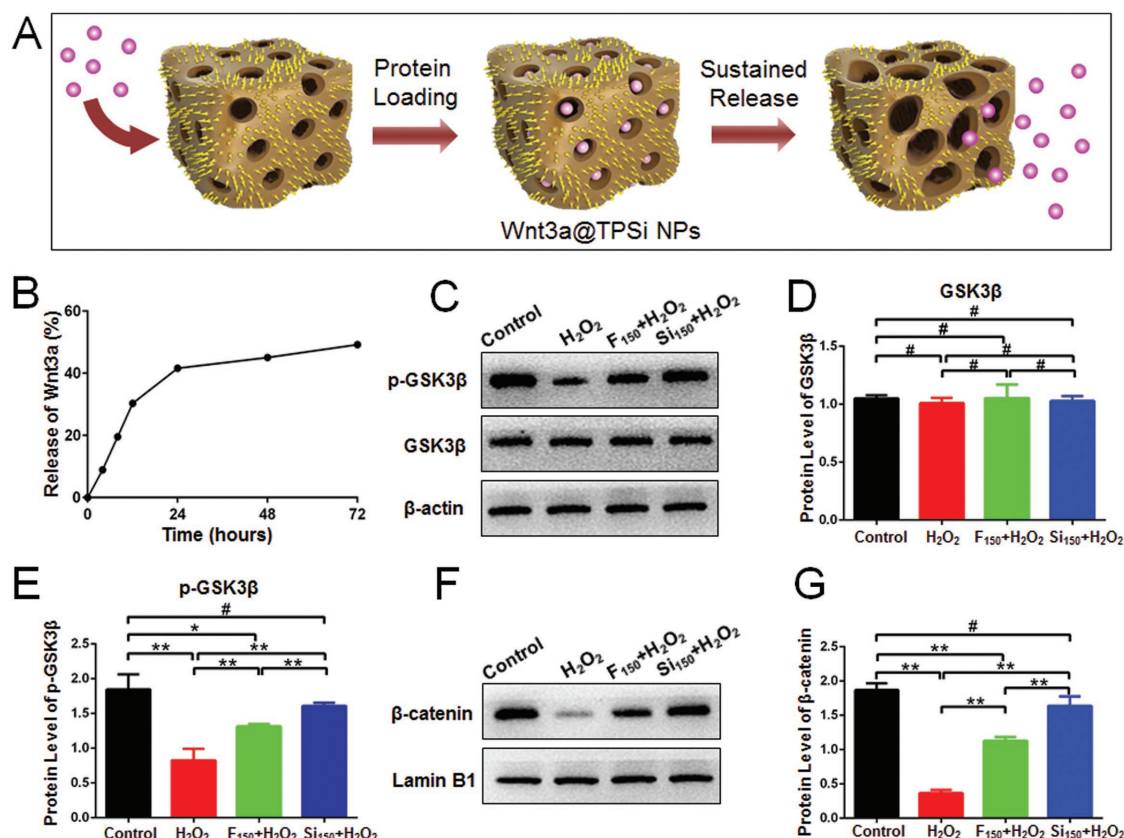 A
Protein
Loading
Sustained
Release
Wnt3a@TPSi NPs
B
Release of Wnt3a (%)
60
40
20
0
0 24 48 72
Time (hours)
C
Control H₂O₂ F₁₅₀+H₂O₂ Si₁₅₀+H₂O₂
p-GSK3β
GSK3β
β-actin
D
GSK3β
Protein Level of GSK3β
1.5
1.0
0.5
0.0
#
#
# #
# #
Control H₂O₂ F₁₅₀+H₂O₂ Si₁₅₀+H₂O₂
E
p-GSK3β
Protein Level of p-GSK3β
2.5
2.0
1.5
1.0
0.5
0.0
#
*
** **
** **
Control H₂O₂ F₁₅₀+H₂O₂ Si₁₅₀+H₂O₂
F
Control H₂O₂ F₁₅₀+H₂O₂ Si₁₅₀+H₂O₂
β-catenin
Lamin B1
G
Protein Level of β-catenin
2.5
2.0
1.5
1.0
0.5
0.0
#
**
** **
**
**
Control H₂O₂ F₁₅₀+H₂O₂ Si₁₅₀+H₂O₂